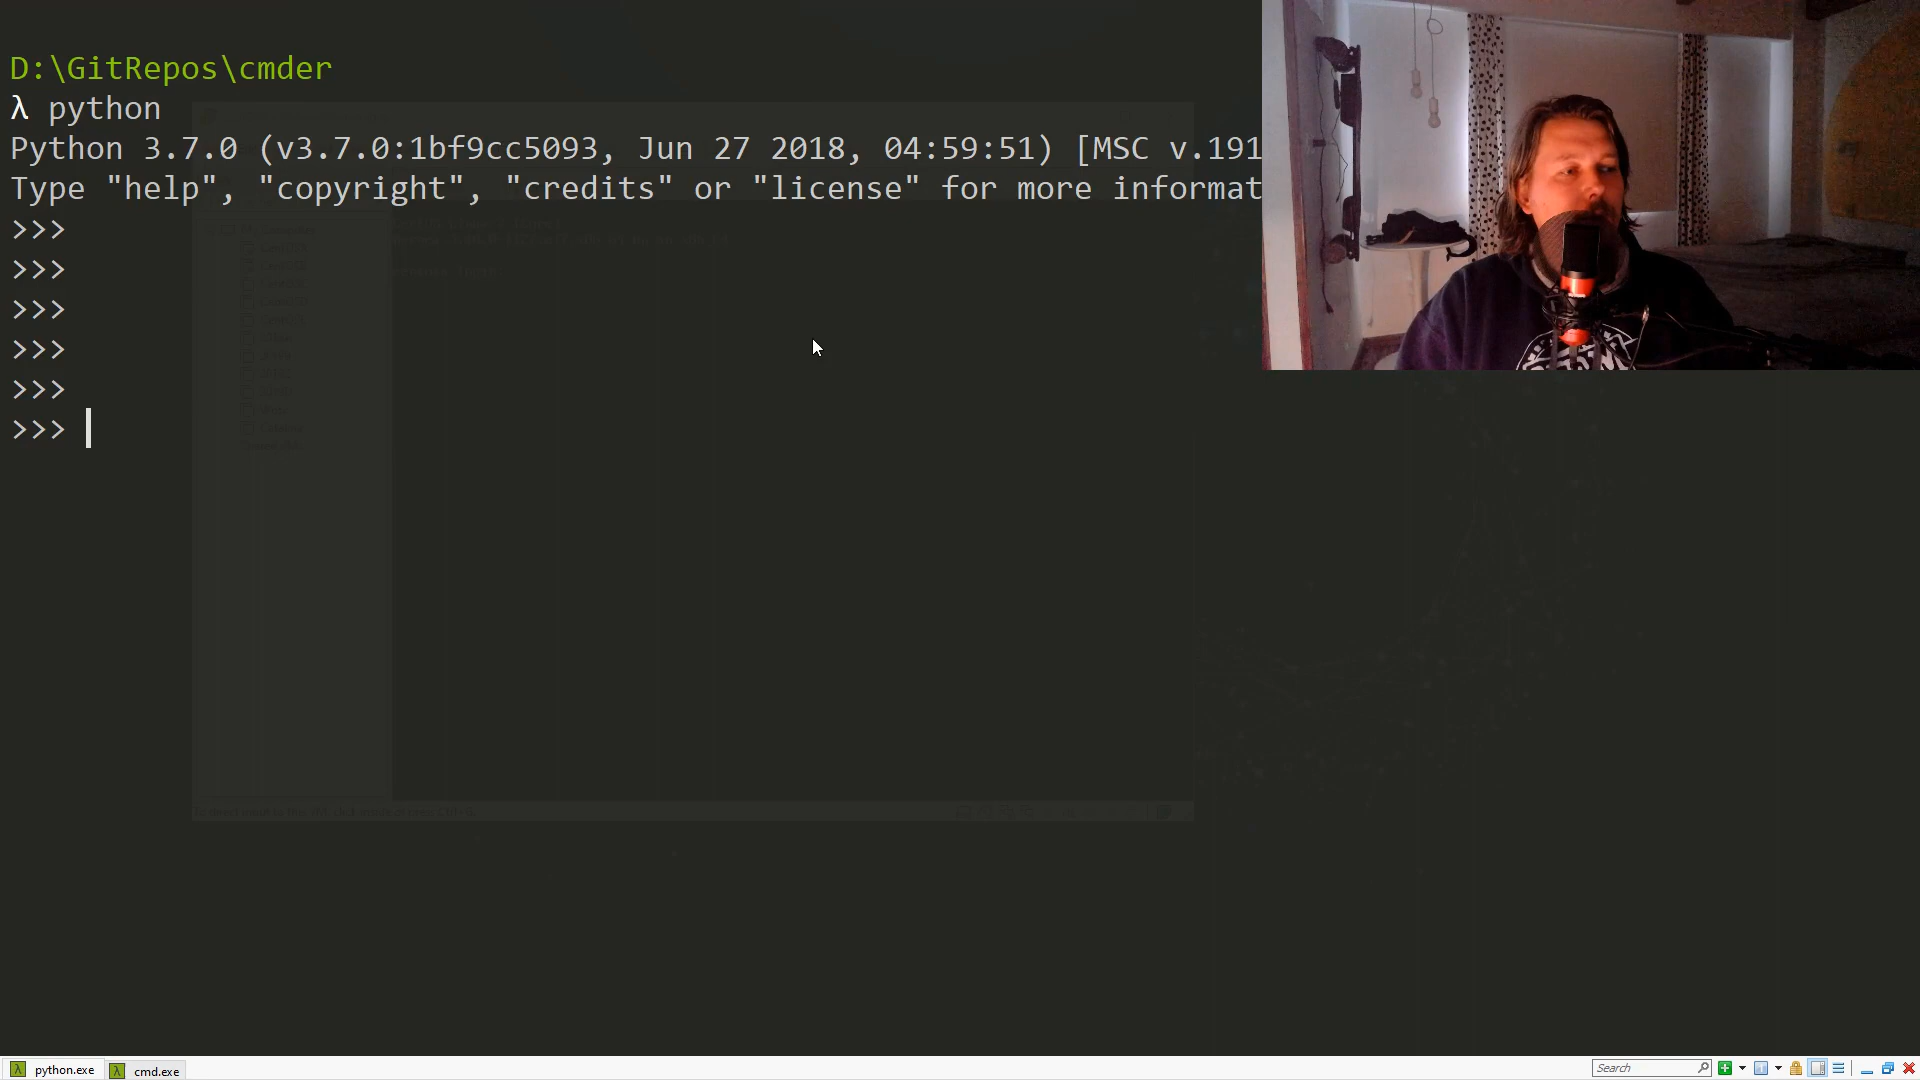 D:\GitRepos\cmder
λ python
Python 3.7.0 (v3.7.0:1bf9cc5093, Jun 27 2018, 04:59:51) [MSC v.191
Type "help", "copyright", "credits" or "license" for more informat
>>>
>>>
>>>
>>>
>>>
>>>
λ python.exe
λ cmd.exe
Search